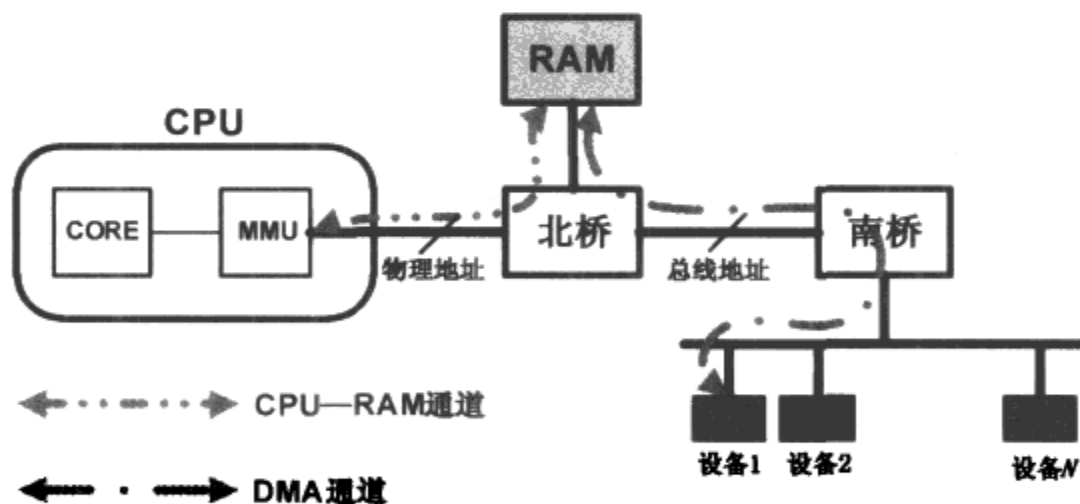 RAM
CPU
CORE
MMU
北桥
南桥
物理地址
总线地址
CPU—RAM通道
设备1
设备2
设备N
DMA通道